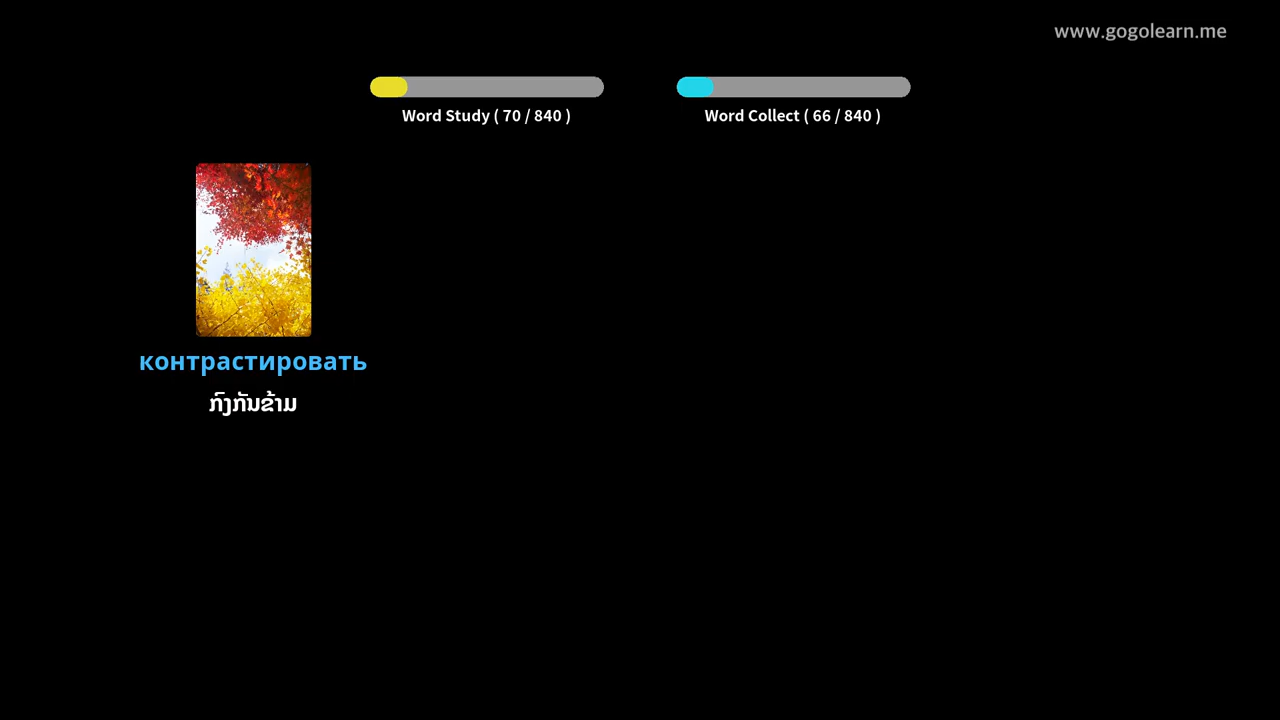 www.gogolearn.me
Word Study ( 70 / 840 )
Word Collect ( 66 / 840 )
контрастировать
ກົງກັນຂ້າມ